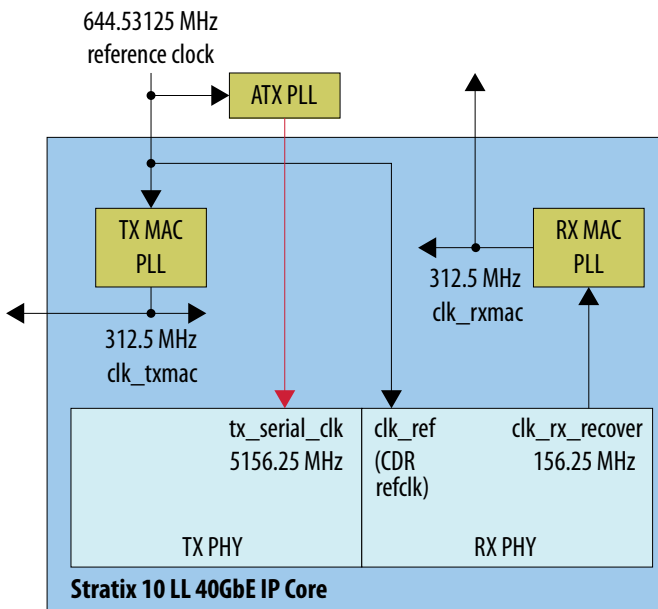 644.53125 MHz
reference clock
ATX PLL
TX MAC
PLL
RX MAC
PLL
312.5 MHz
clk_rxmac
312.5 MHz
clk_txmac
tx_serial_clk
5156.25 MHz
clk_ref
(CDR
refclk)
clk_rx_recover
156.25 MHz
TX PHY
RX PHY
Stratix 10 LL 40GbE IP Core